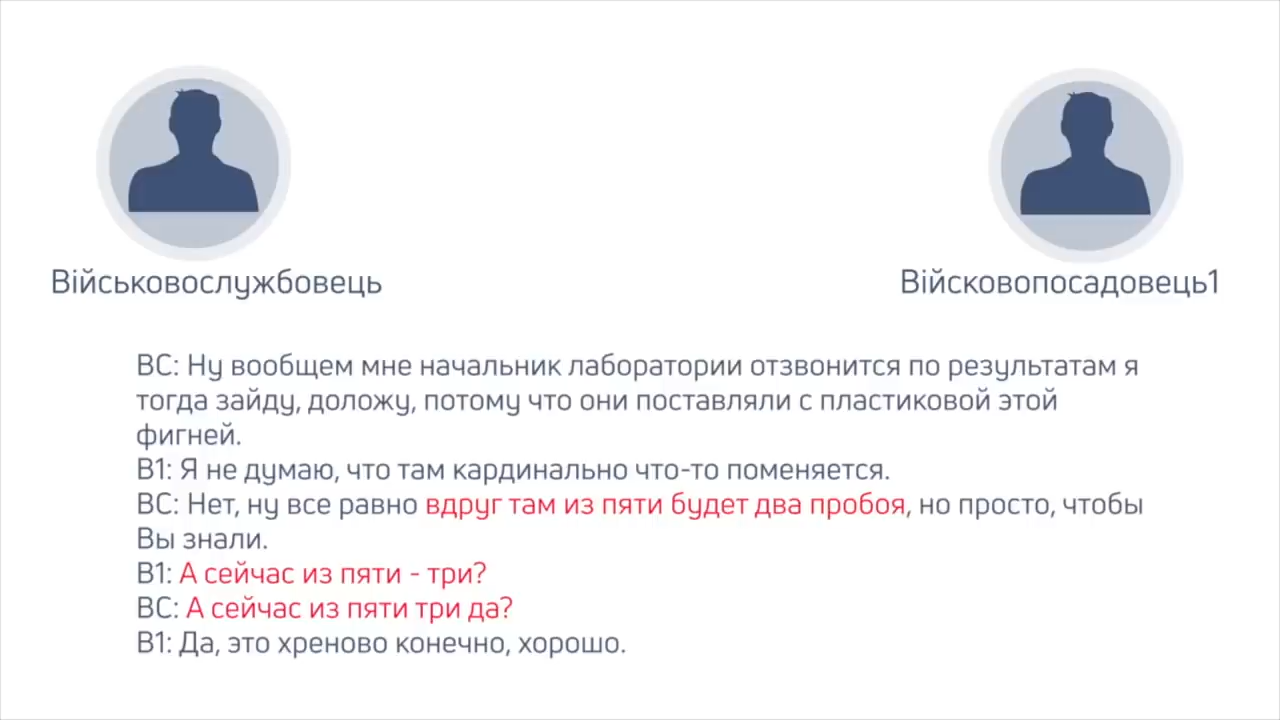 Військовослужбовець
Війсковопосадовець1
ВС: Ну вообщем мне начальник лаборатории отзвонится по результатам я
тогда зайду, доложу, потому что они поставляли с пластиковой этой
фигней.
В1: Я не думаю, что там кардинально что-то поменяется.
ВС: Нет, ну все равно вдруг там из пяти будет два пробоя, но просто, чтобы
Вы знали.
В1: А сейчас из пяти - три?
ВС: А сейчас из пяти три да?
В1: Да, это хреново конечно, хорошо.